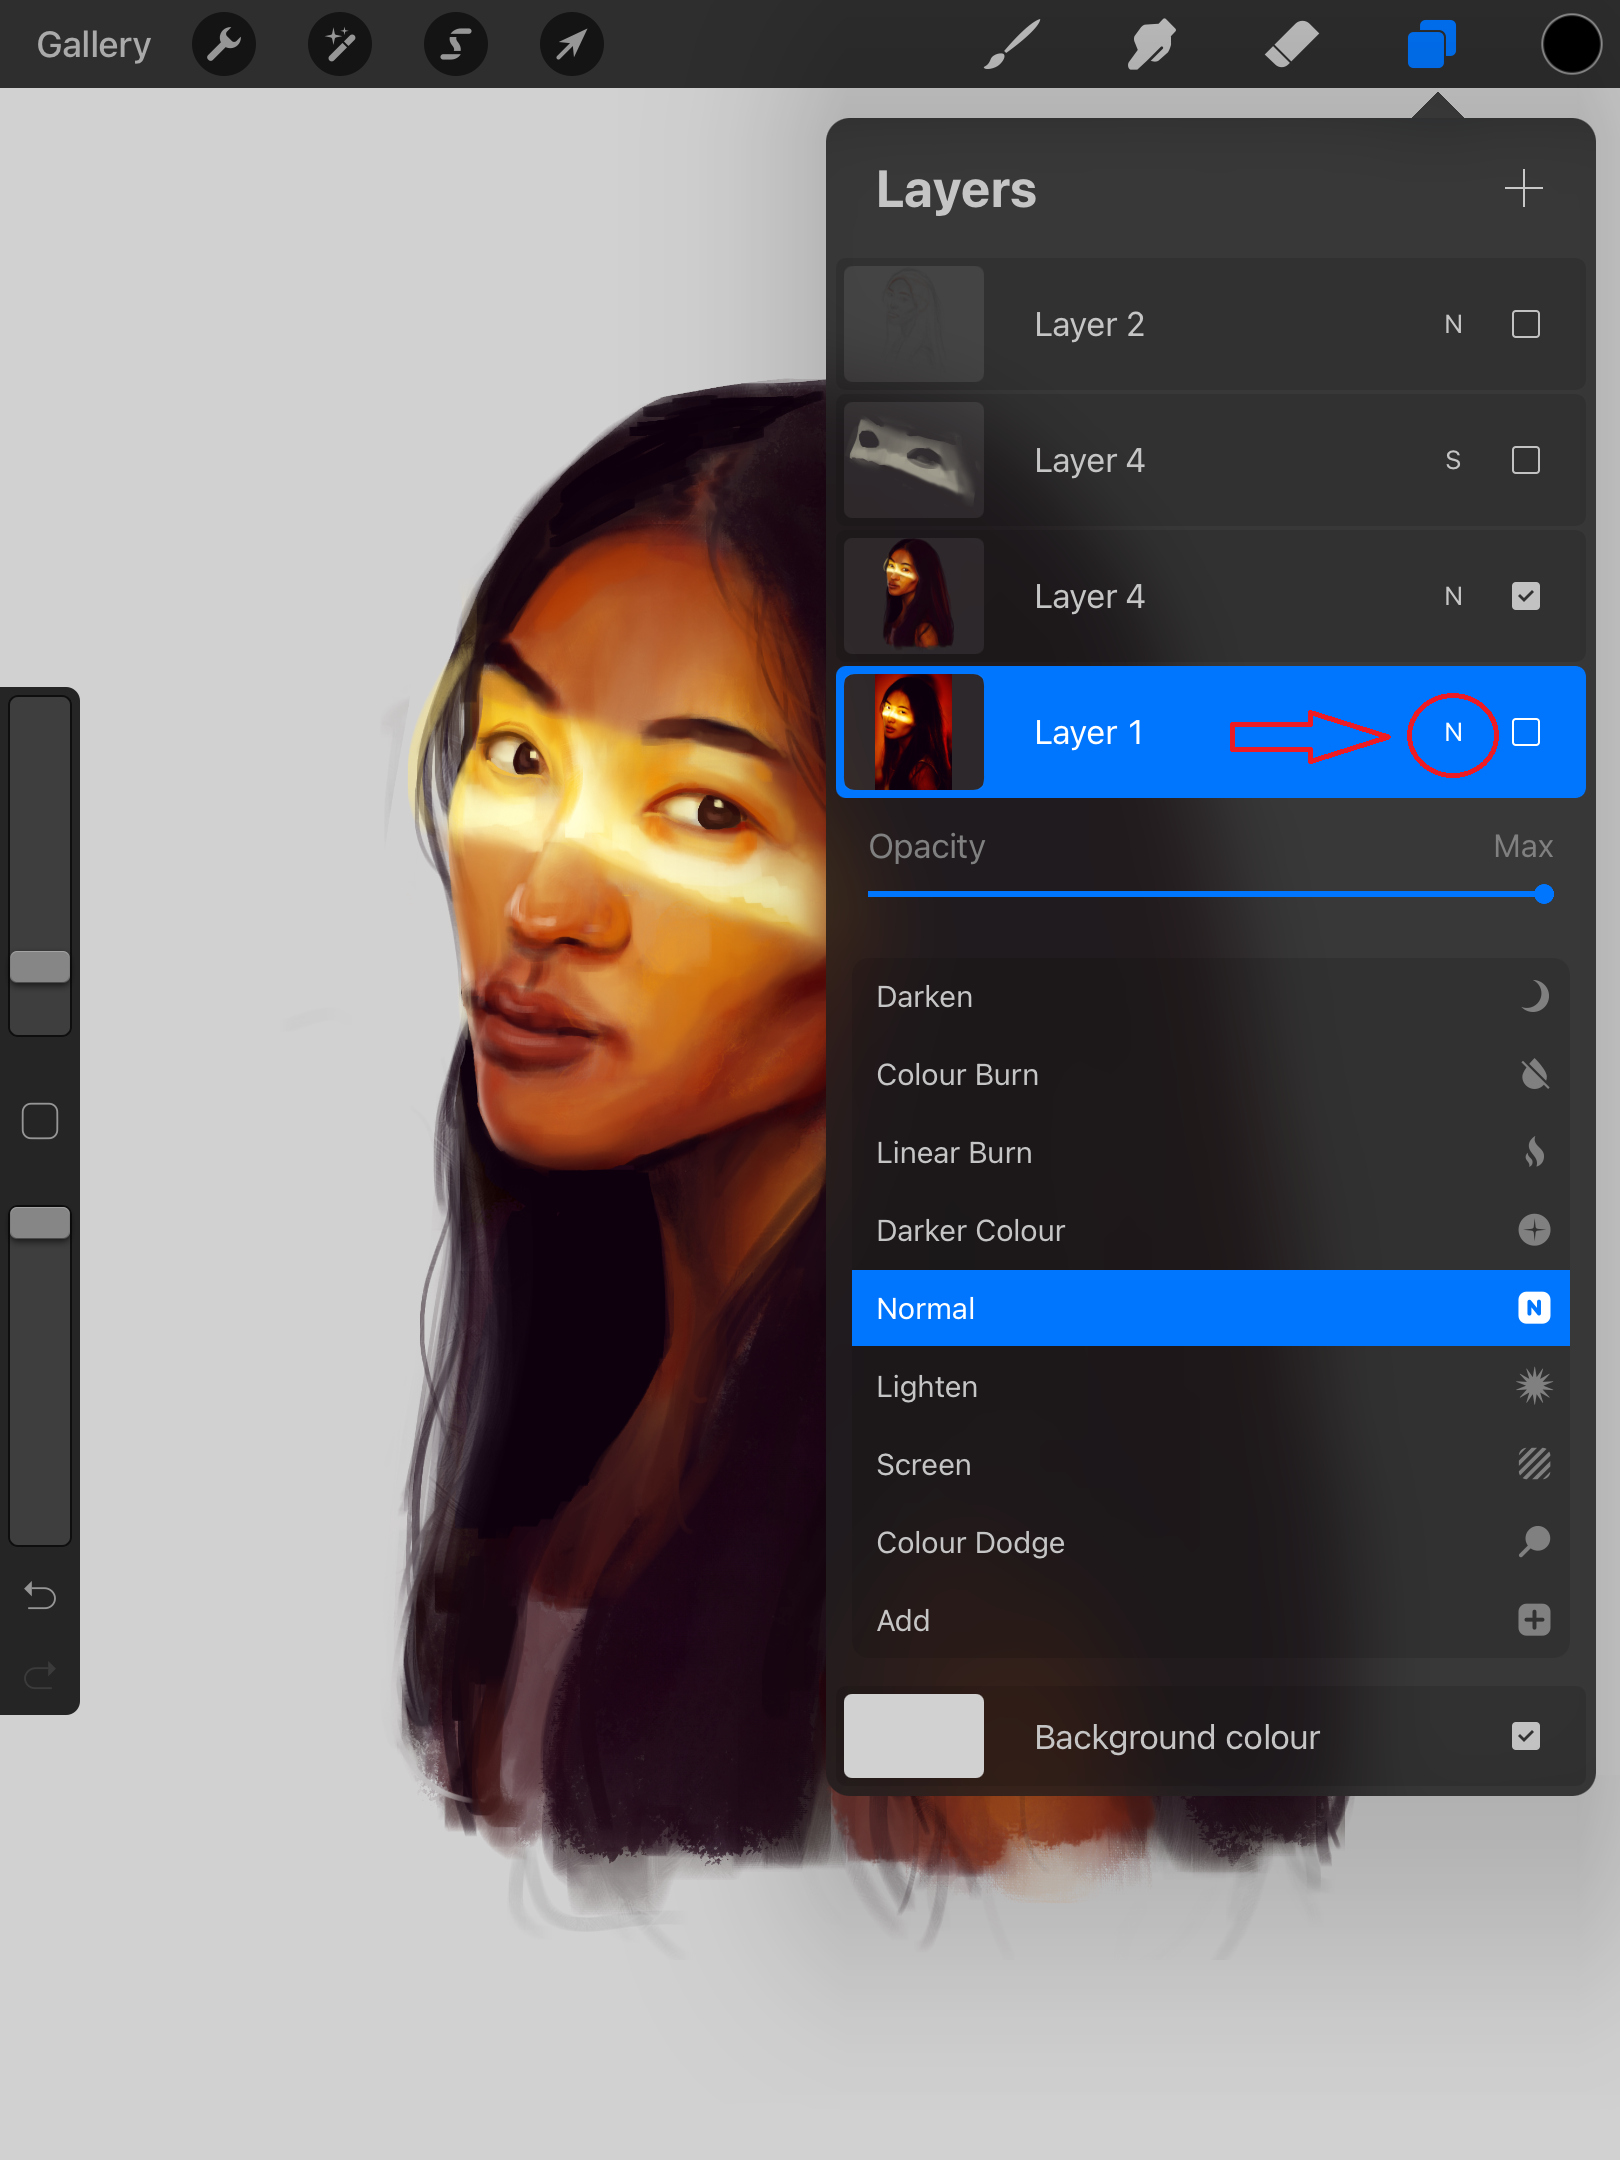 Gallery
Layers
Layer 2 N
Layer 4 S
Layer 4 N
Layer 1 N
Opacity Max
Darken
Colour Burn
Linear Burn
Darker Colour
Normal N
Lighten
Screen
Colour Dodge
Add
Background colour